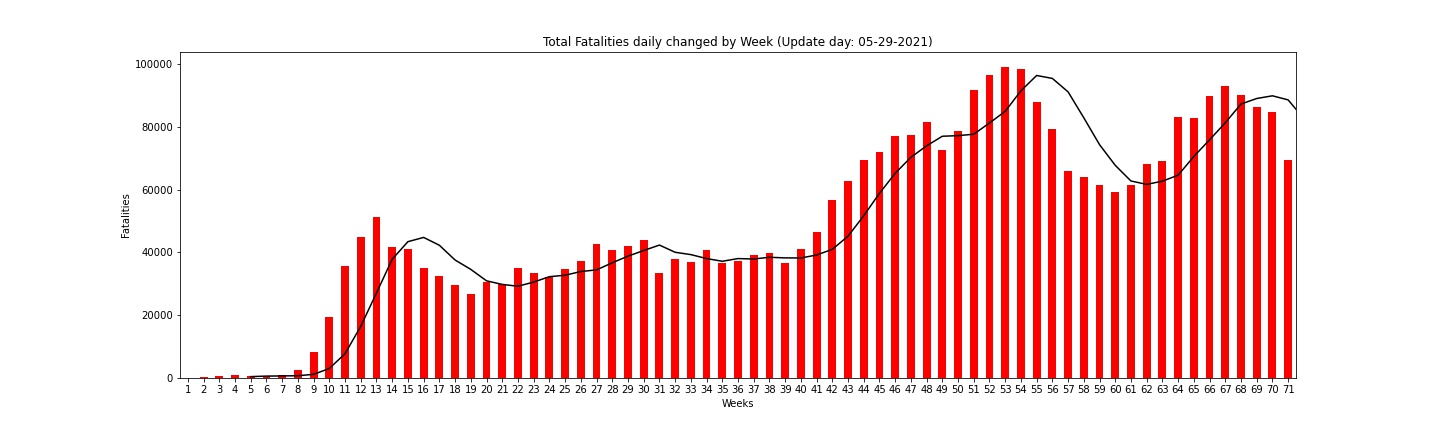 Total Fatalities daily changed by Week (Update day: 05-29-2021)
100000
80000
60000
40000
20000
0
Fatalities
1 2 3 4 5 6 7 8 9 10 11 12 13 14 15 16 17 18 19 20 21 22 23 24 25 26 27 28 29 30 31 32 33 34 35 36 37 38 39 40 41 42 43 44 45 46 47 48 49 50 51 52 53 54 55 56 57 58 59 60 61 62 63 64 65 66 67 68 69 70 71
Weeks